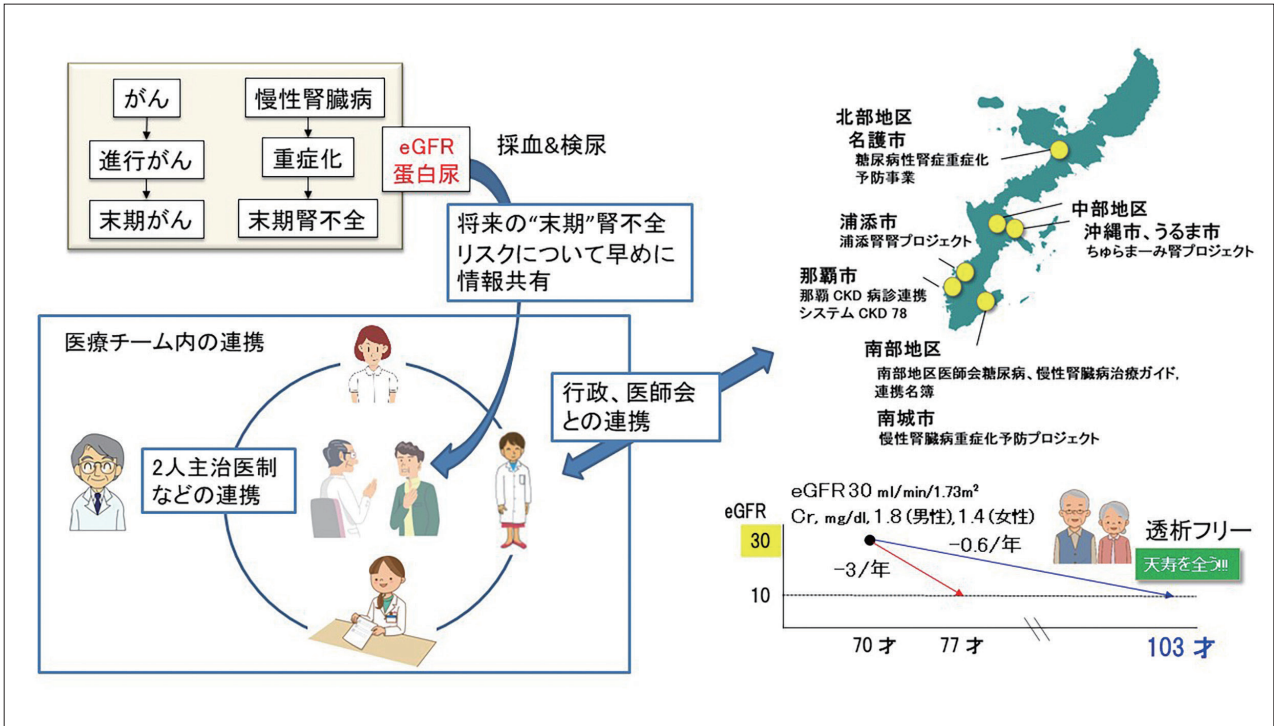 がん
進行がん
末期がん
慢性腎臓病
重症化
末期腎不全
eGFR
蛋白尿
採血&検尿
将来の“末期”腎不全
リスクについて早めに
情報共有
医療チーム内の連携
2人主治医制
などの連携
行政、医師会
との連携
北部地区
名護市
糖尿病性腎症重症化
予防事業
中部地区
沖縄市、うるま市
ちゅらまーみ腎プロジェクト
浦添市
浦添腎腎プロジェクト
那覇市
那覇 CKD 病診連携
システム CKD 78
南部地区
南部地区医師会糖尿病、慢性腎臓病治療ガイド,
連携名簿
南城市
慢性腎臓病重症化予防プロジェクト
eGFR 30 ml/min/1.73m²
Cr, mg/dl, 1.8 (男性), 1.4 (女性)
eGFR
30
10
-3/年
-0.6/年
透析フリー
天寿を全う!!!
70 才
77 才
103 才